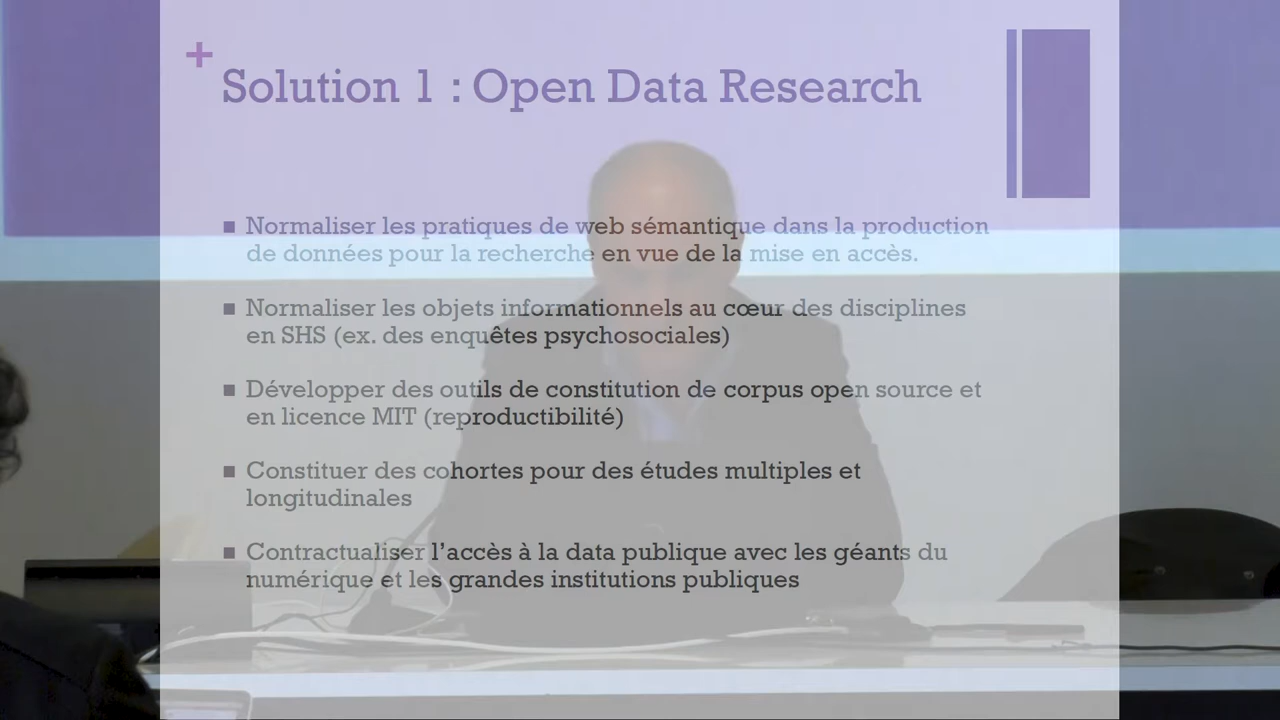 +
Solution 1 : Open Data Research
■ Normaliser les pratiques de web sémantique dans la production
de données pour la recherche en vue de la mise en accès.
■ Normaliser les objets informationnels au cœur des disciplines
en SHS (ex. des enquêtes psychosociales)
■ Développer des outils de constitution de corpus open source et
en licence MIT (reproductibilité)
■ Constituer des cohortes pour des études multiples et
longitudinales
■ Contractualiser l’accès à la data publique avec les géants du
numérique et les grandes institutions publiques